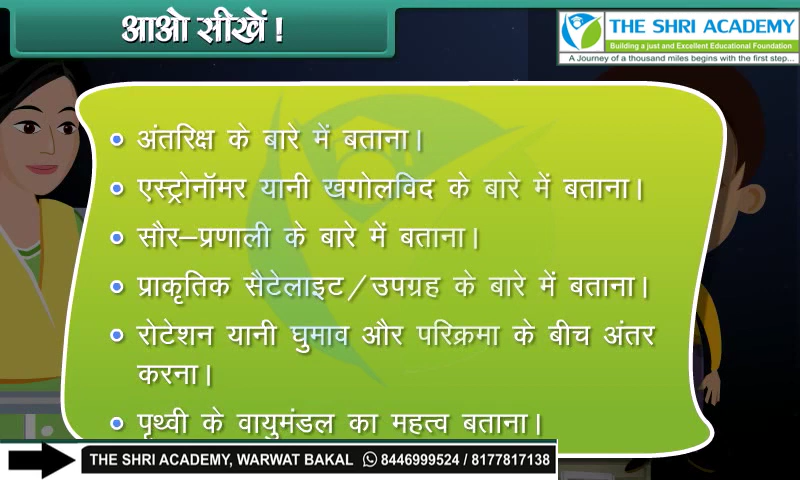 आओ सीखें!
THE SHRI ACADEMY
Building a just and Excellent Educational Foundation
A Journey of a thousand miles begins with the first step...
• अंतरिक्ष के बारे में बताना।
• एस्ट्रोनॉमर यानी खगोलविद के बारे में बताना।
• सौर–प्रणाली के बारे में बताना।
• प्राकृतिक सैटेलाइट/उपग्रह के बारे में बताना।
• रोटेशन यानी घुमाव और परिक्रमा के बीच अंतर
करना।
• पृथ्वी के वायुमंडल का महत्व बताना।
THE SHRI ACADEMY, WARWAT BAKAL 8446999524 / 8177817138